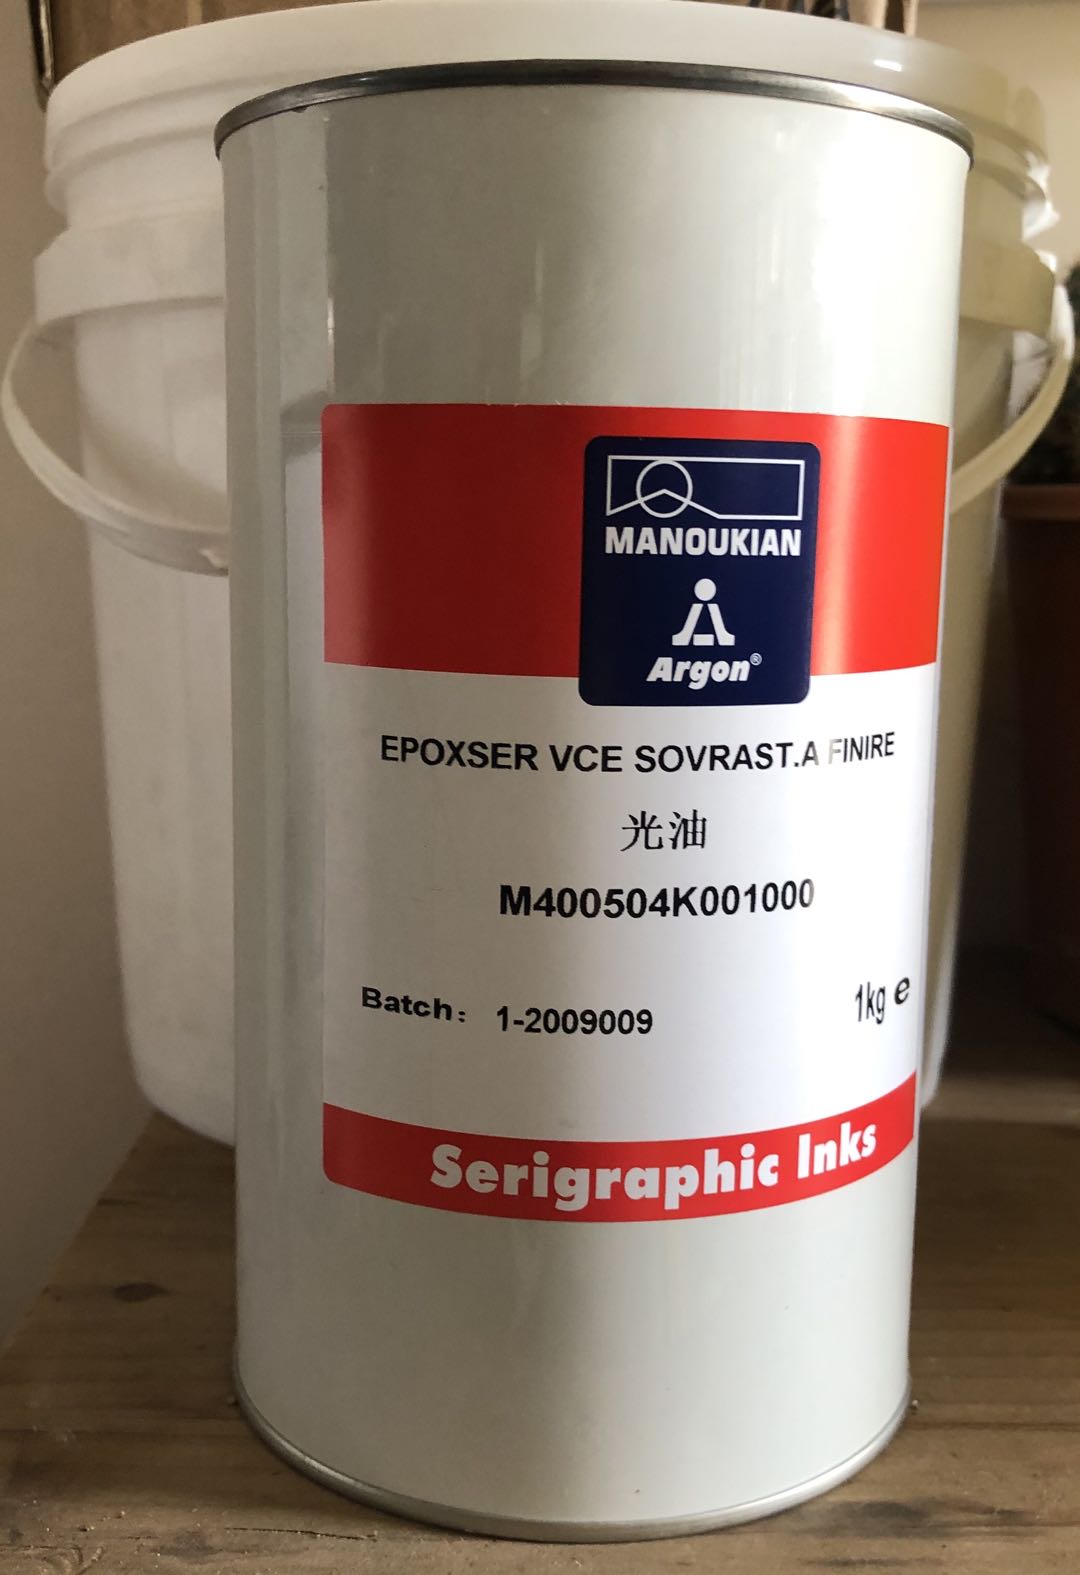 MANOUKIAN
Argon®
EPOXSER VCE SOVRAST.A FINIRE
光油
M400504K001000
Batch: 1-2009009
1kg e
Serigraphic Inks